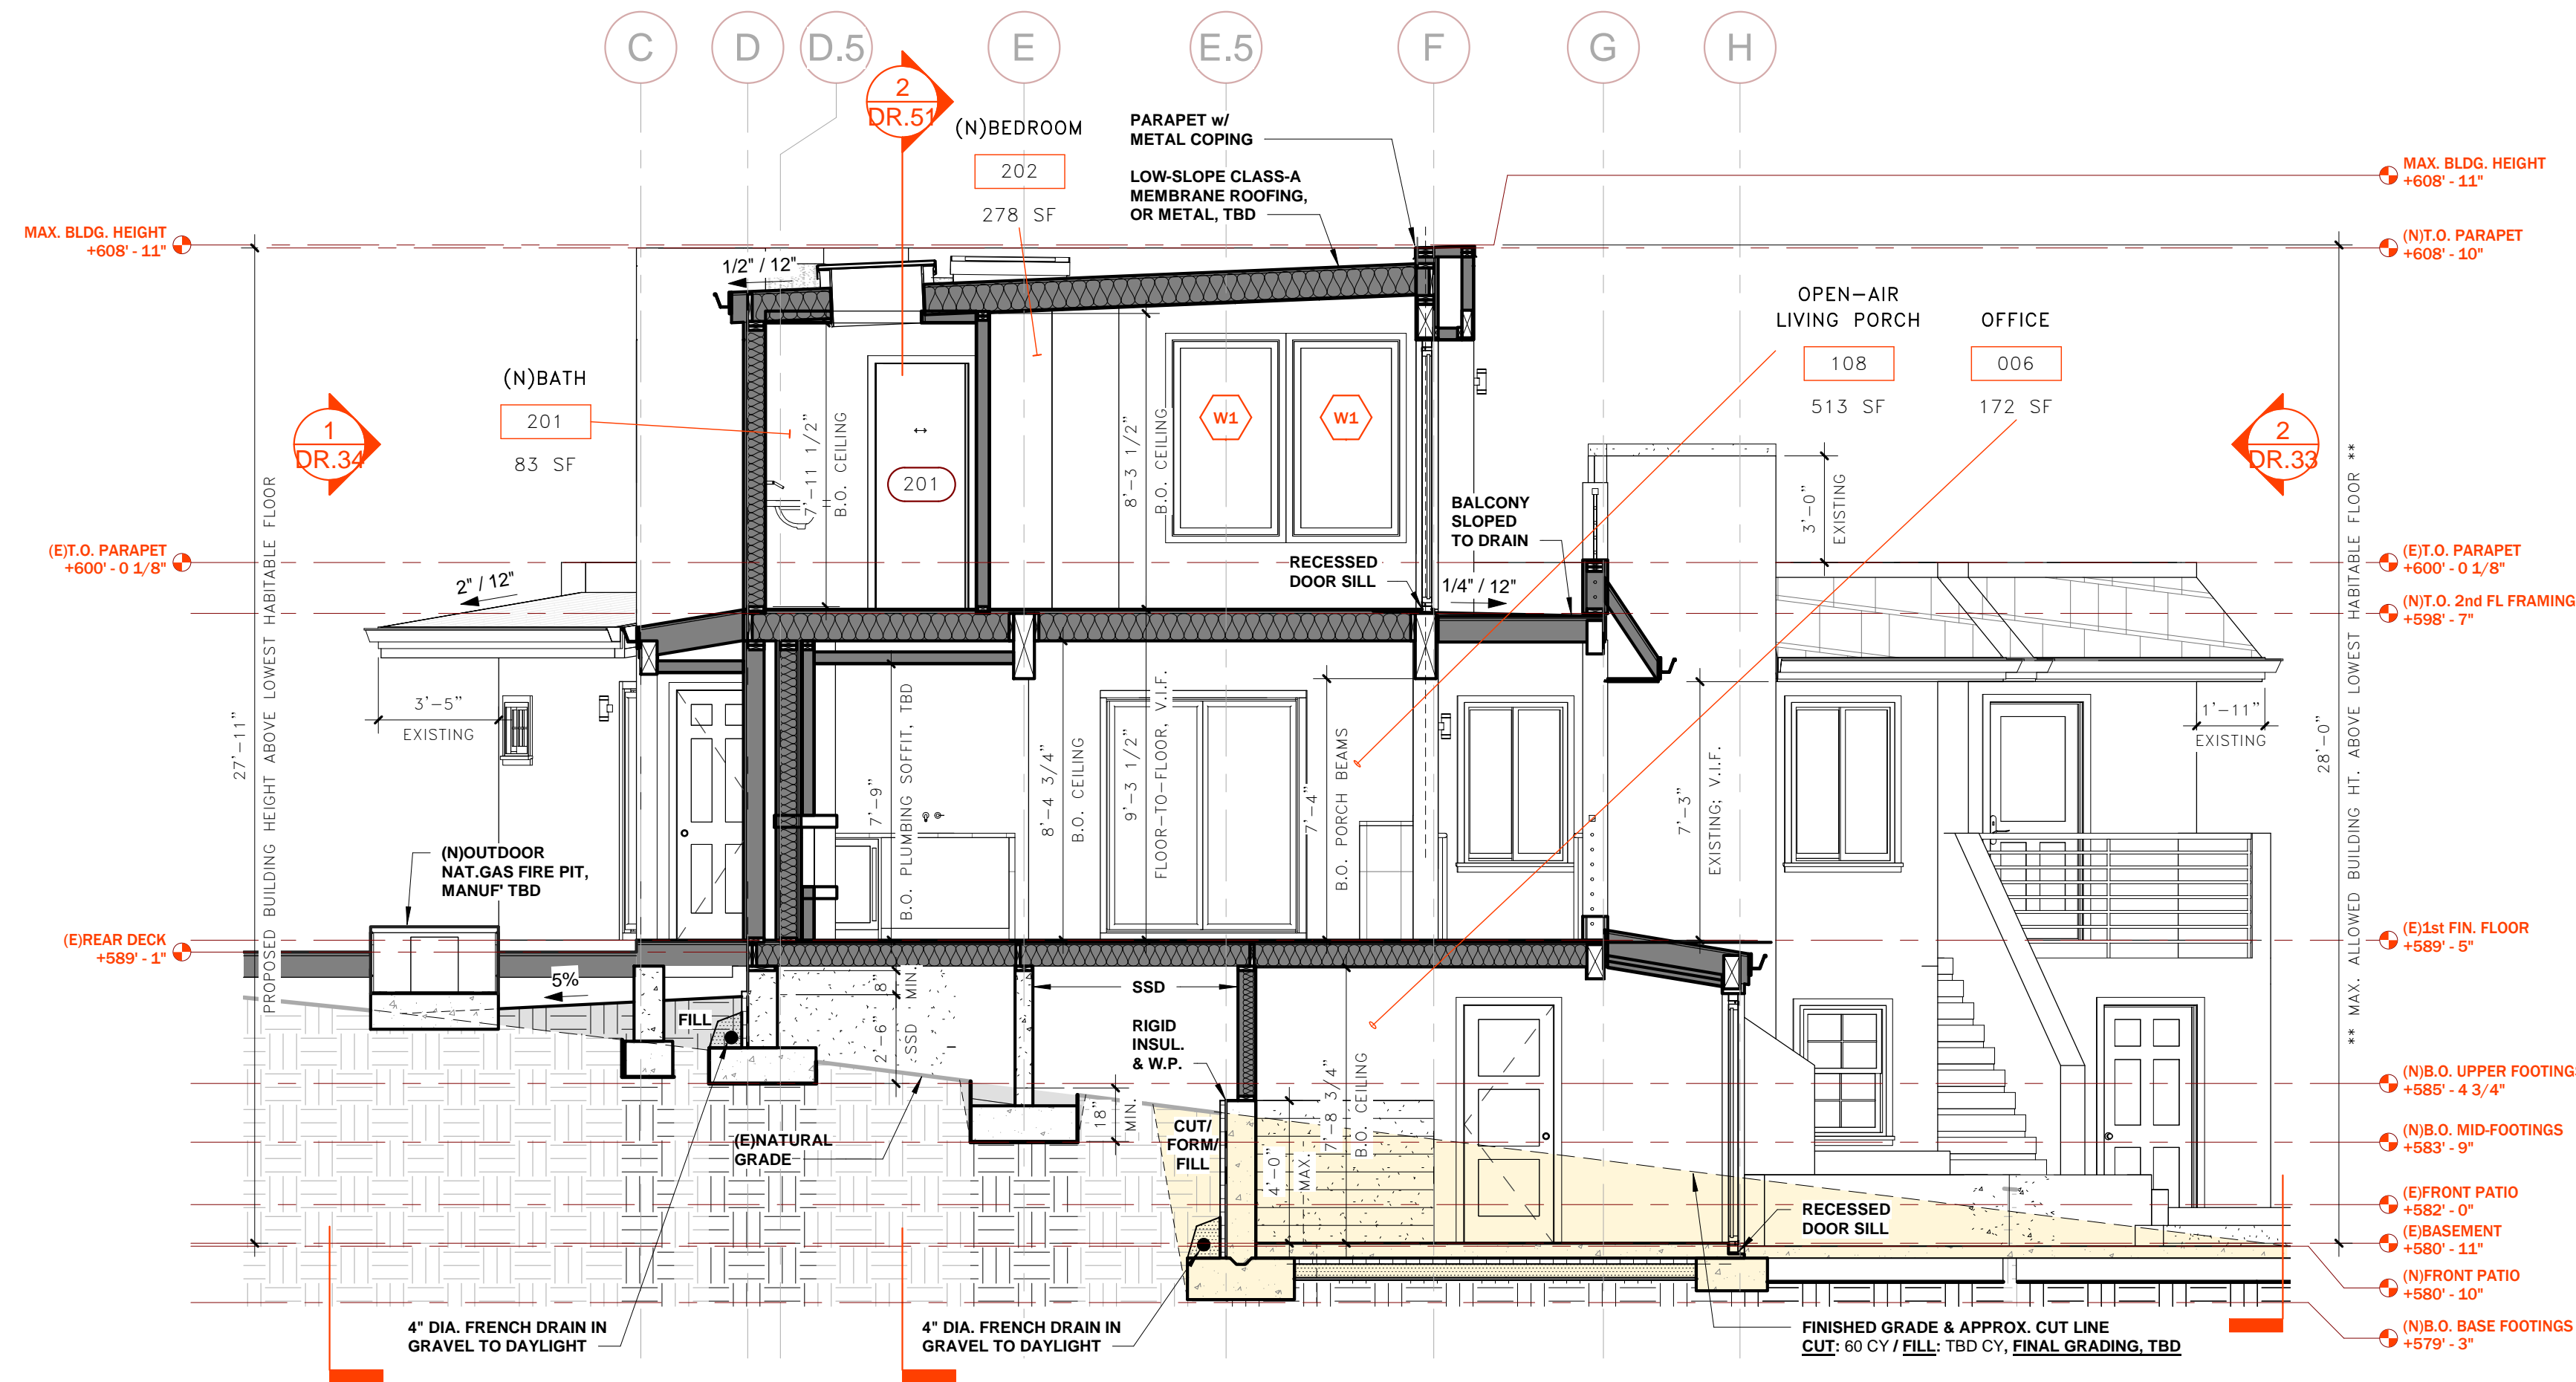 C
D
D.5
E
E.5
F
G
H
2
DR.51
(N)BEDROOM
202
278 SF
PARAPET w/
METAL COPING
LOW-SLOPE CLASS-A
MEMBRANE ROOFING,
OR METAL, TBD
MAX. BLDG. HEIGHT
+608' - 11"
MAX. BLDG. HEIGHT
+608' - 11"
(N)T.O. PARAPET
+608' - 10"
1/2" / 12"
OPEN-AIR
LIVING PORCH
108
513 SF
OFFICE
006
172 SF
(N)BATH
201
83 SF
1
DR.34
2
DR.33
7'-11 1/2"
B.O. CEILING
↔
201
8'-3 1/2"
B.O. CEILING
W1
W1
3'-0"
EXISTING
BALCONY
SLOPED
TO DRAIN
RECESSED
DOOR SILL
1/4" / 12"
(E)T.O. PARAPET
+600' - 0 1/8"
2" / 12"
(E)T.O. PARAPET
+600' - 0 1/8"
(N)T.O. 2nd FL FRAMING
+598' - 7"
27'-11"
PROPOSED BUILDING HEIGHT ABOVE LOWEST HABITABLE FLOOR
28'-0"
** MAX. ALLOWED BUILDING HT. ABOVE LOWEST HABITABLE FLOOR **
3'-5"
EXISTING
1'-11"
EXISTING
7'-9"
B.O. PLUMBING SOFFIT, TBD
8'-4 3/4"
B.O. CEILING
9'-3 1/2"
FLOOR-TO-FLOOR, V.I.F.
7'-4"
B.O. PORCH BEAMS
7'-3"
EXISTING; V.I.F.
(N)OUTDOOR
NAT.GAS FIRE PIT,
MANUF' TBD
(E)REAR DECK
+589' - 1"
(E)1st FIN. FLOOR
+589' - 5"
5%
FILL
8"
MIN.
2'-6"
SSD
SSD
RIGID
INSUL.
& W.P.
18"
MIN.
(E)NATURAL
GRADE
CUT/
FORM/
FILL
4'-0"
MAX.
7'-8 3/4"
B.O. CEILING
RECESSED
DOOR SILL
(N)B.O. UPPER FOOTING
+585' - 4 3/4"
(N)B.O. MID-FOOTINGS
+583' - 9"
(E)FRONT PATIO
+582' - 0"
(E)BASEMENT
+580' - 11"
(N)FRONT PATIO
+580' - 10"
(N)B.O. BASE FOOTINGS
+579' - 3"
4" DIA. FRENCH DRAIN IN
GRAVEL TO DAYLIGHT
4" DIA. FRENCH DRAIN IN
GRAVEL TO DAYLIGHT
FINISHED GRADE & APPROX. CUT LINE
CUT: 60 CY / FILL: TBD CY, FINAL GRADING, TBD